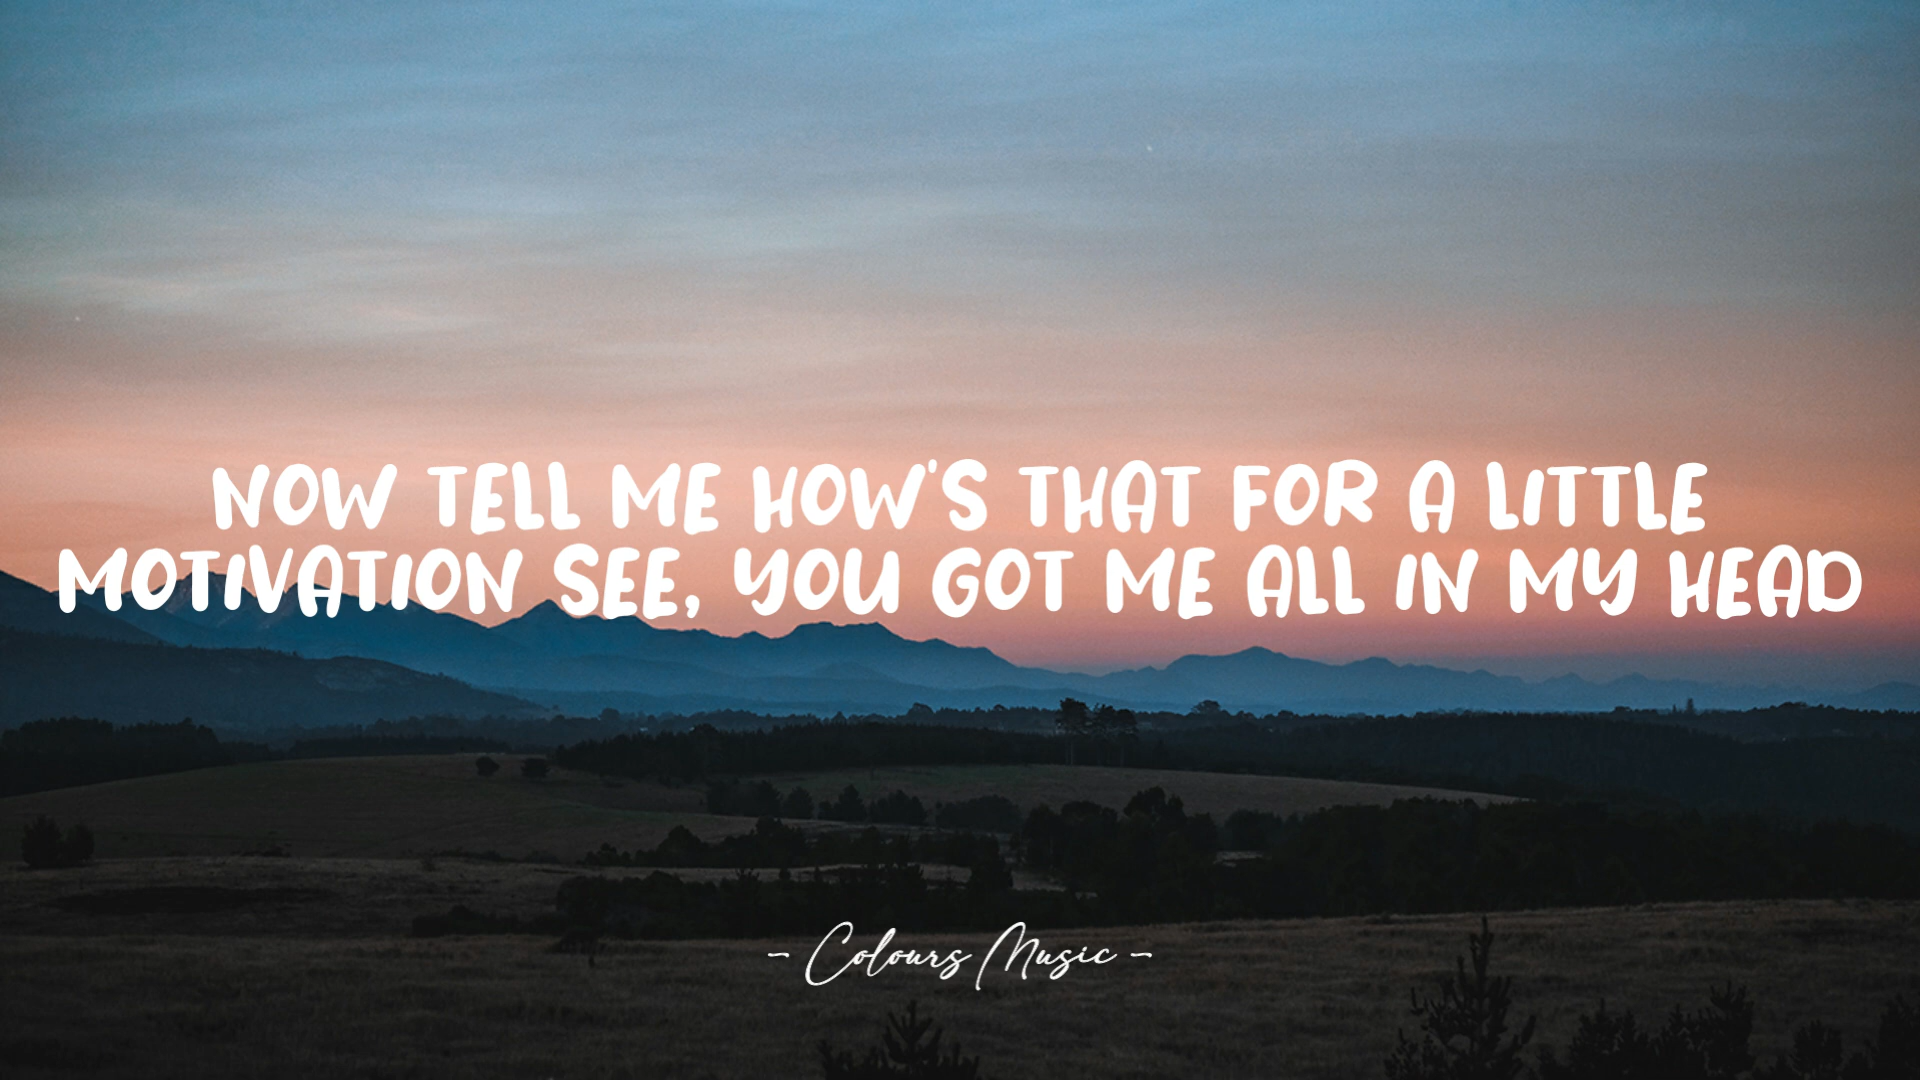 NOW TELL ME HOW'S THAT FOR A LITTLE
MOTIVATION SEE, YOU GOT ME ALL IN MY HEAD
- Colours Music -